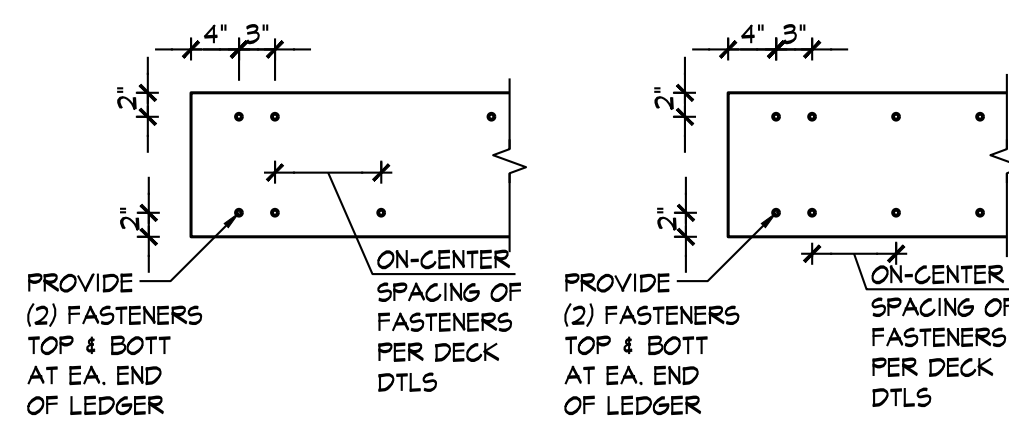 4" 3"
2"
2"
PROVIDE
(2) FASTENERS
TOP & BOTT
AT EA. END
OF LEDGER
ON-CENTER
SPACING OF
FASTENERS
PER DECK
DTLS
4" 3"
2"
2"
PROVIDE
(2) FASTENERS
TOP & BOTT
AT EA. END
OF LEDGER
ON-CENTER
SPACING OF
FASTENERS
PER DECK
DTLS